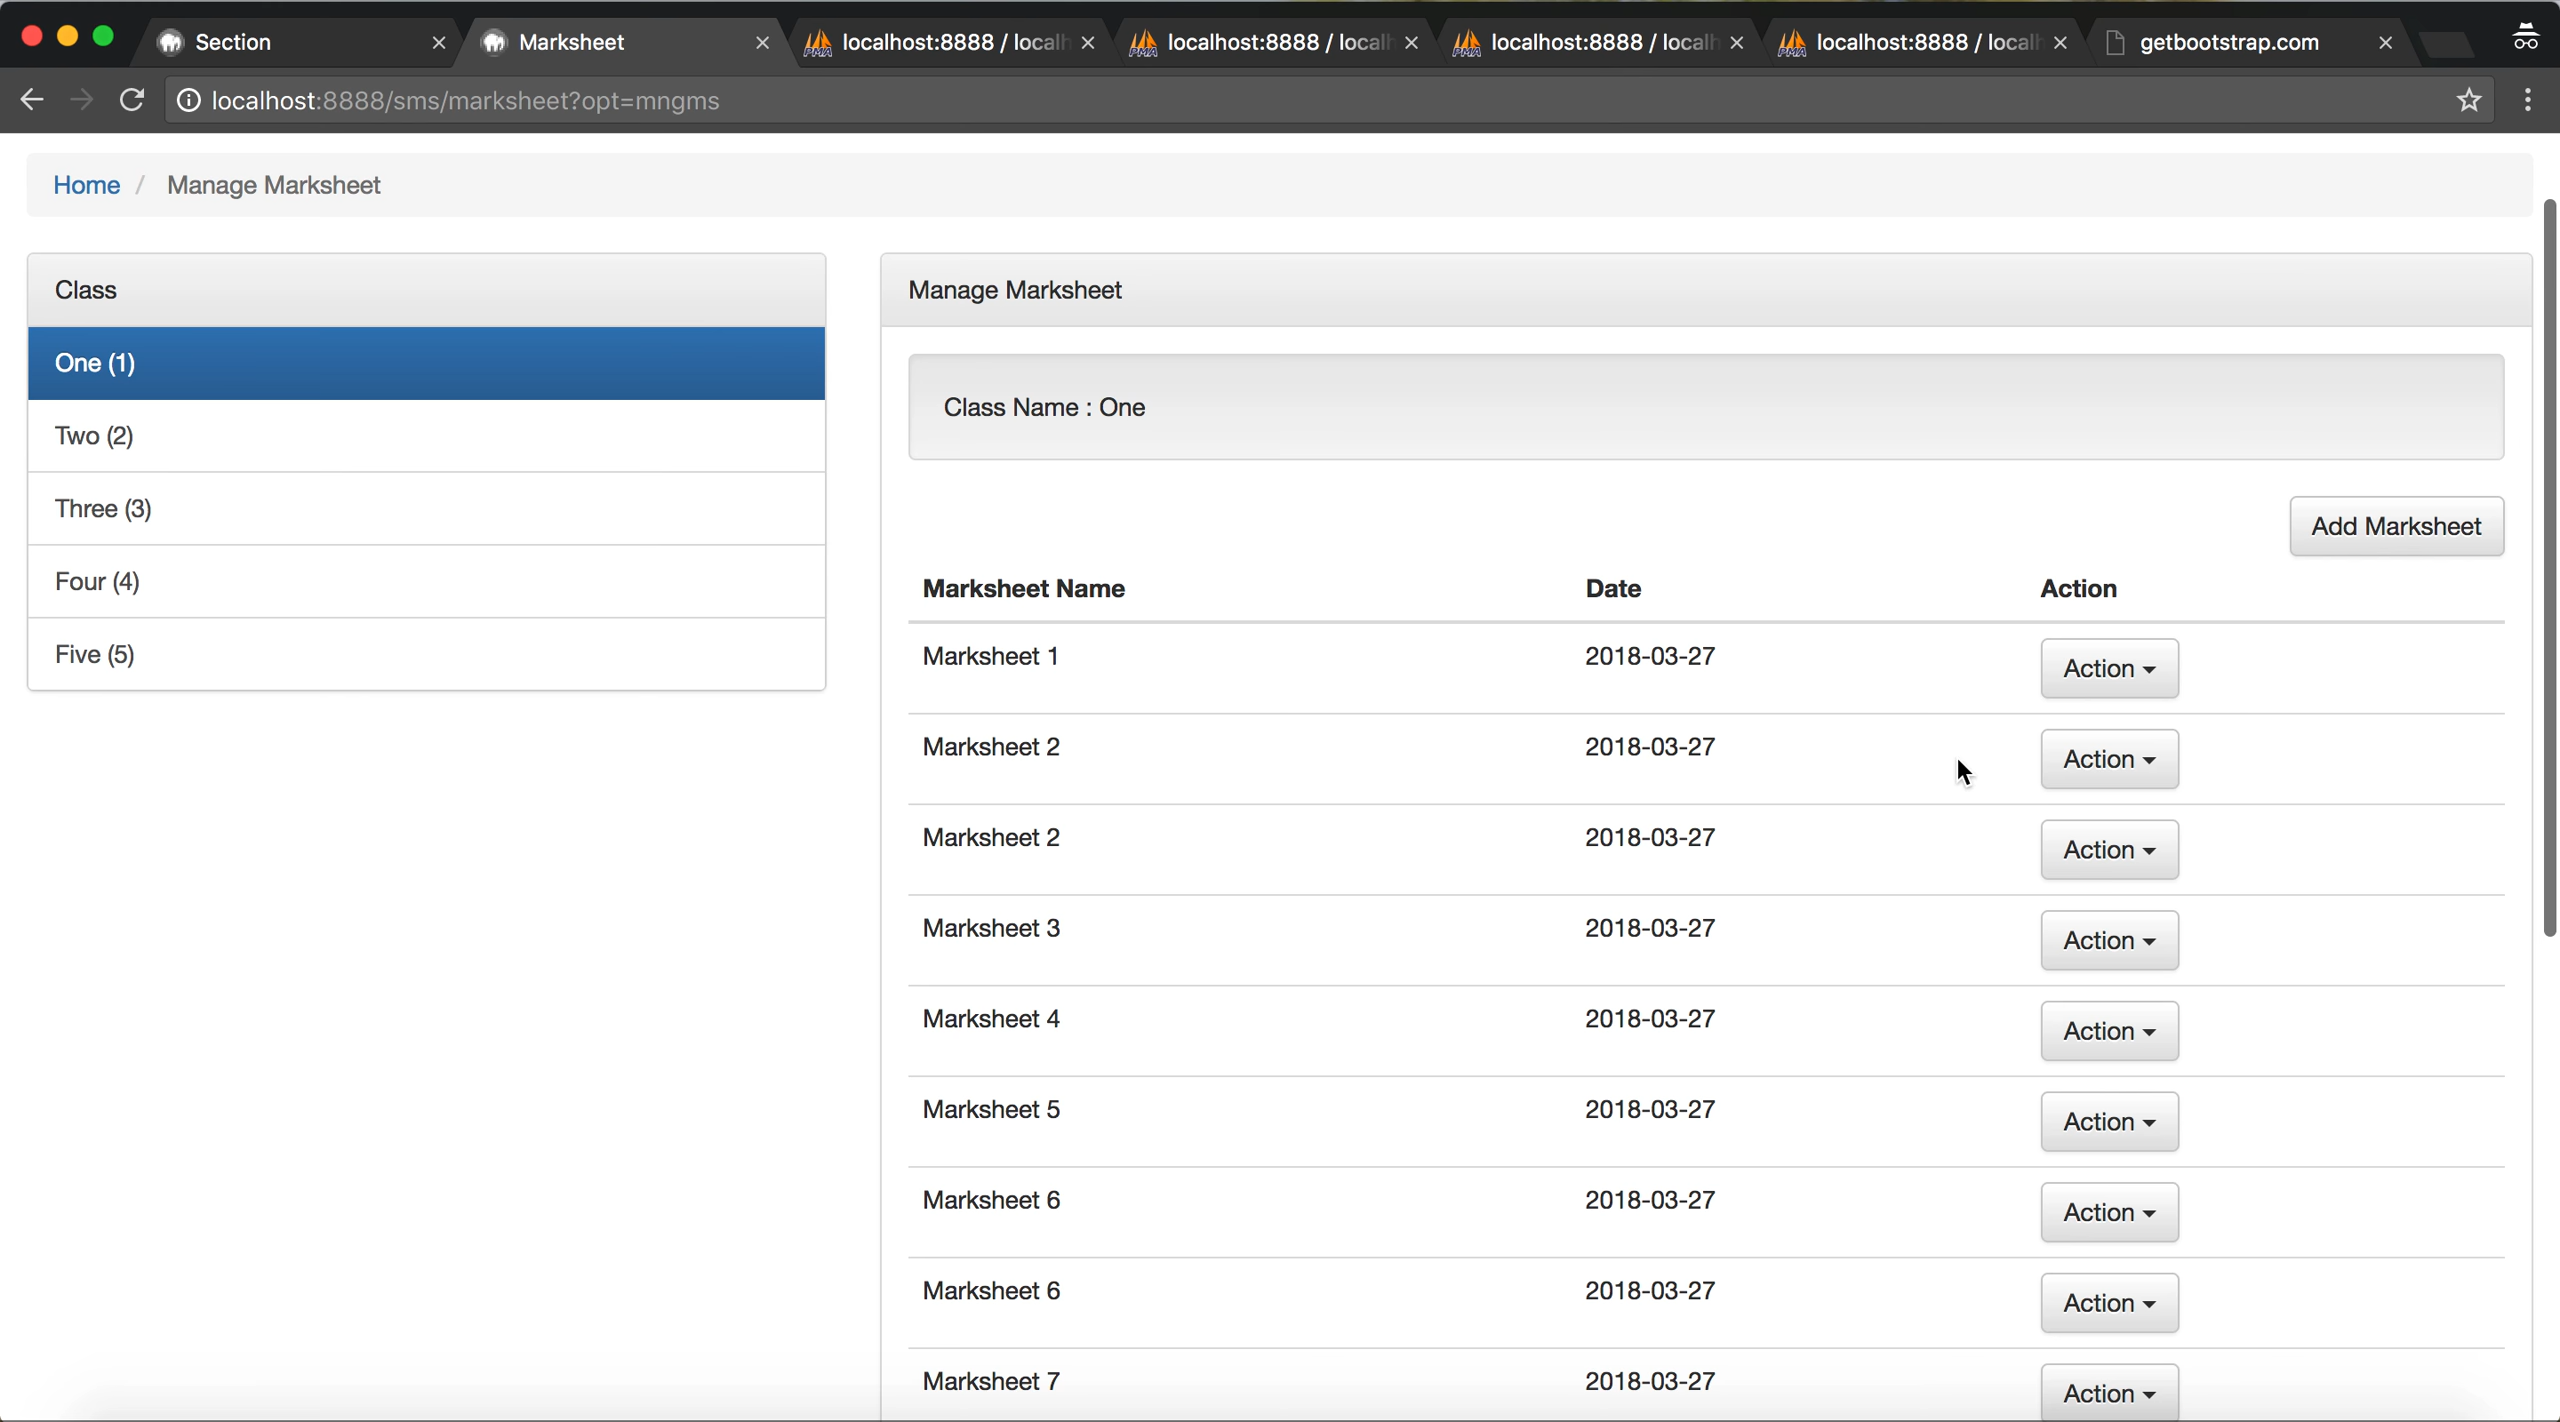 Section
Marksheet
localhost:8888 / local
localhost:8888 / local
localhost:8888 / local
localhost:8888 / local
getbootstrap.com
localhost:8888/sms/marksheet?opt=mngms
Home / Manage Marksheet
Class
One (1)
Two (2)
Three (3)
Four (4)
Five (5)
Manage Marksheet
Class Name : One
Add Marksheet
Marksheet Name Date Action
Marksheet 1 2018-03-27 Action
Marksheet 2 2018-03-27 Action
Marksheet 2 2018-03-27 Action
Marksheet 3 2018-03-27 Action
Marksheet 4 2018-03-27 Action
Marksheet 5 2018-03-27 Action
Marksheet 6 2018-03-27 Action
Marksheet 6 2018-03-27 Action
Marksheet 7 2018-03-27 Action